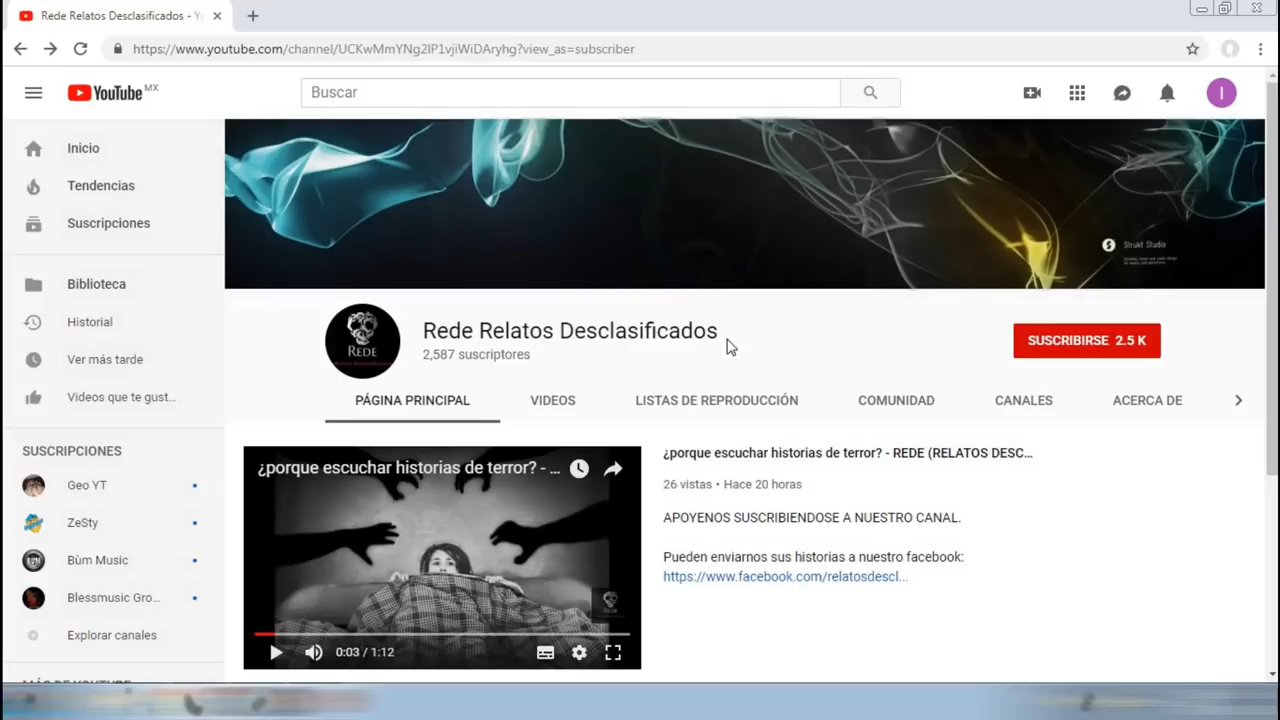 Rede Relatos Desclasificados - Yo
https://www.youtube.com/channel/UCKwMmYNg2IP1vjiWiDAryhg?view_as=subscriber
YouTube MX
Buscar
I
Inicio
Tendencias
Suscripciones
Biblioteca
Historial
Ver más tarde
Videos que te gust...
SUSCRIPCIONES
Geo YT
ZeSty
Bùm Music
Blessmusic Gro...
Explorar canales
MÁS DE YOUTUBE
Strukt Studio
REDE
Rede Relatos Desclasificados
2,587 suscriptores
SUSCRIBIRSE 2.5 K
PÁGINA PRINCIPAL
VIDEOS
LISTAS DE REPRODUCCIÓN
COMUNIDAD
CANALES
ACERCA DE
¿porque escuchar historias de terror? - ...
0:03 / 1:12
¿porque escuchar historias de terror? - REDE (RELATOS DESC...
26 vistas • Hace 20 horas
APOYENOS SUSCRIBIENDOSE A NUESTRO CANAL.
Pueden enviarnos sus historias a nuestro facebook:
https://www.facebook.com/relatosdescl...